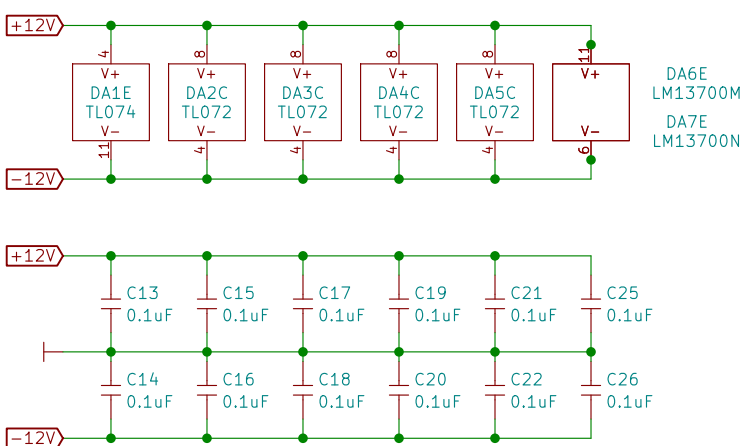 +12V
4 8 8 8 8 11
V+ V+ V+ V+ V+ V+
DA1E DA2C DA3C DA4C DA5C DA6E
TL074 TL072 TL072 TL072 TL072 LM13700M
DA7E
V- V- V- V- V- V- LM13700N
11 4 4 4 4 6
-12V
+12V
C13 C15 C17 C19 C21 C25
0.1uF 0.1uF 0.1uF 0.1uF 0.1uF 0.1uF
C14 C16 C18 C20 C22 C26
0.1uF 0.1uF 0.1uF 0.1uF 0.1uF 0.1uF
-12V